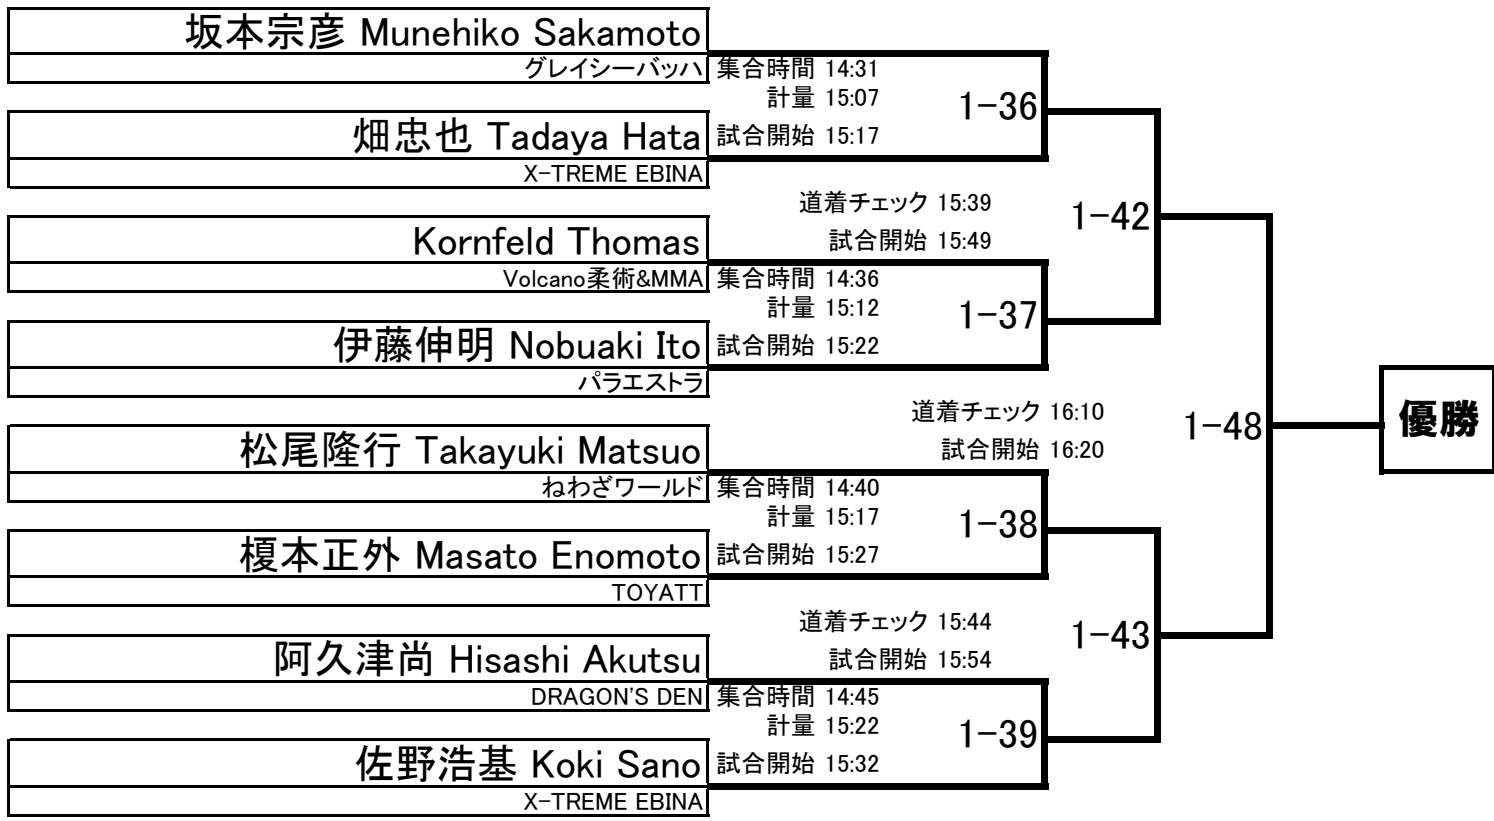 坂本宗彦 Munehiko Sakamoto
グレイシーバッハ
集合時間 14:31
計量 15:07
1-36
畑忠也 Tadaya Hata
試合開始 15:17
X-TREME EBINA
道着チェック 15:39
1-42
試合開始 15:49
Kornfeld Thomas
Volcano柔術&MMA
集合時間 14:36
計量 15:12
1-37
伊藤伸明 Nobuaki Ito
試合開始 15:22
パラエストラ
道着チェック 16:10
1-48
優勝
試合開始 16:20
松尾隆行 Takayuki Matsuo
ねわざワールド
集合時間 14:40
計量 15:17
1-38
榎本正外 Masato Enomoto
試合開始 15:27
TOYATT
道着チェック 15:44
1-43
試合開始 15:54
阿久津尚 Hisashi Akutsu
DRAGON'S DEN
集合時間 14:45
計量 15:22
1-39
佐野浩基 Koki Sano
試合開始 15:32
X-TREME EBINA